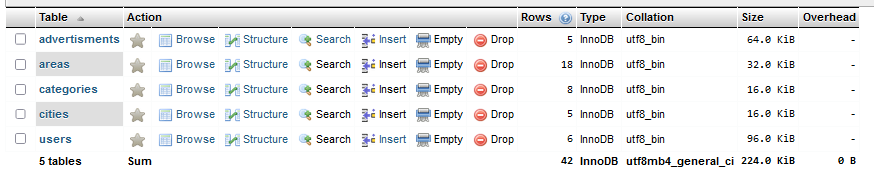 Table Action Rows Type Collation Size Overhead
advertisments Browse Structure Search Insert Empty Drop 5 InnoDB utf8_bin 64.0 KiB -
areas Browse Structure Search Insert Empty Drop 18 InnoDB utf8_bin 32.0 KiB -
categories Browse Structure Search Insert Empty Drop 8 InnoDB utf8_bin 16.0 KiB -
cities Browse Structure Search Insert Empty Drop 5 InnoDB utf8_bin 16.0 KiB -
users Browse Structure Search Insert Empty Drop 6 InnoDB utf8_bin 96.0 KiB -
5 tables Sum 42 InnoDB utf8mb4_general_ci 224.0 KiB 0 B